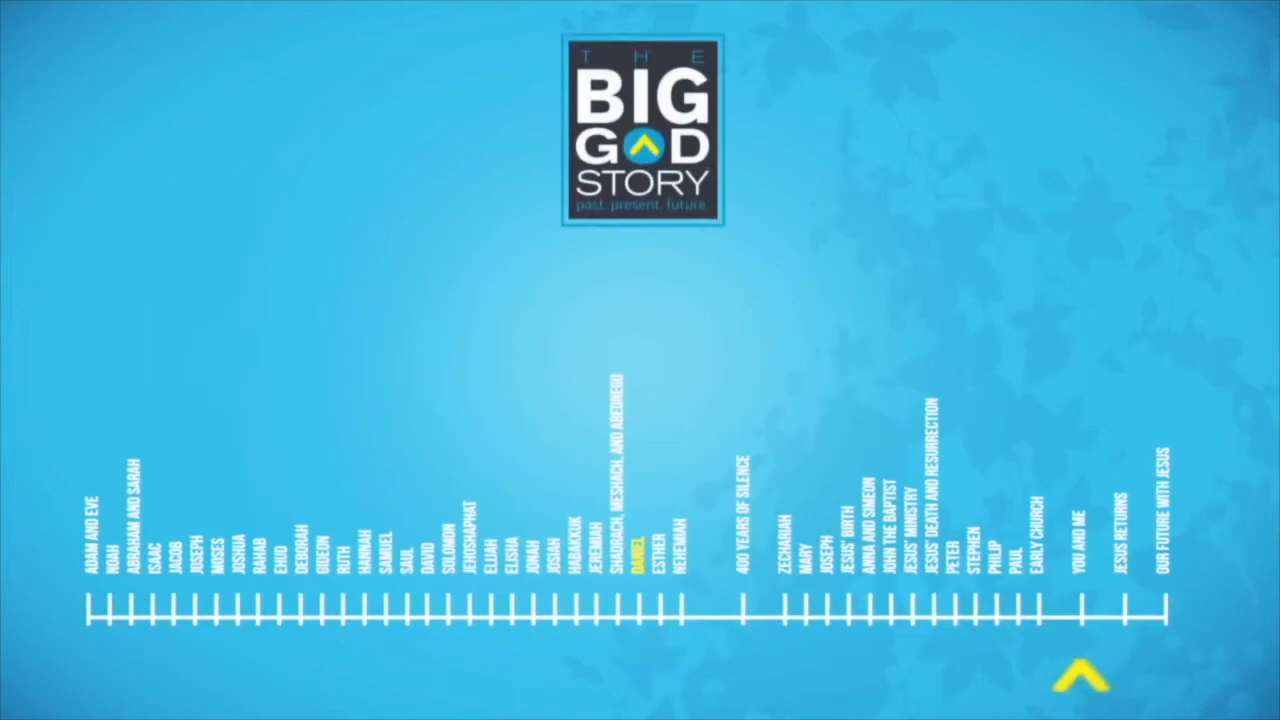 THE
BIG
GOD
STORY
past. present. future.
ADAM AND EVE
NOAH
ABRAHAM AND SARAH
ISAC
JACOB
JOSEPH
MOSES
JOSHUA
RAHAB
EHUD
DEBORAH
GIDEON
RUTH
HANNAH
SAMUEL
SAUL
DAVID
SOLOMON
JEHOSHAPHAT
ELIJAH
ELISHA
JONAH
JOSIAH
HABAKKUK
JEREMIAH
SHADRACH, MESHACH, AND ABEDNEGO
DANIEL
ESTHER
NEHEMIAH
400 YEARS OF SILENCE
ZECHARIAH
MARY
JOSEPH
JESUS' BIRTH
ANNA AND SIMEON
JOHN THE BAPTIST
JESUS' MINISTRY
JESUS' DEATH AND RESURRECTION
PETER
STEPHEN
PHILIP
PAUL
EARLY CHURCH
YOU AND ME
JESUS RETURNS
OUR FUTURE WITH JESUS